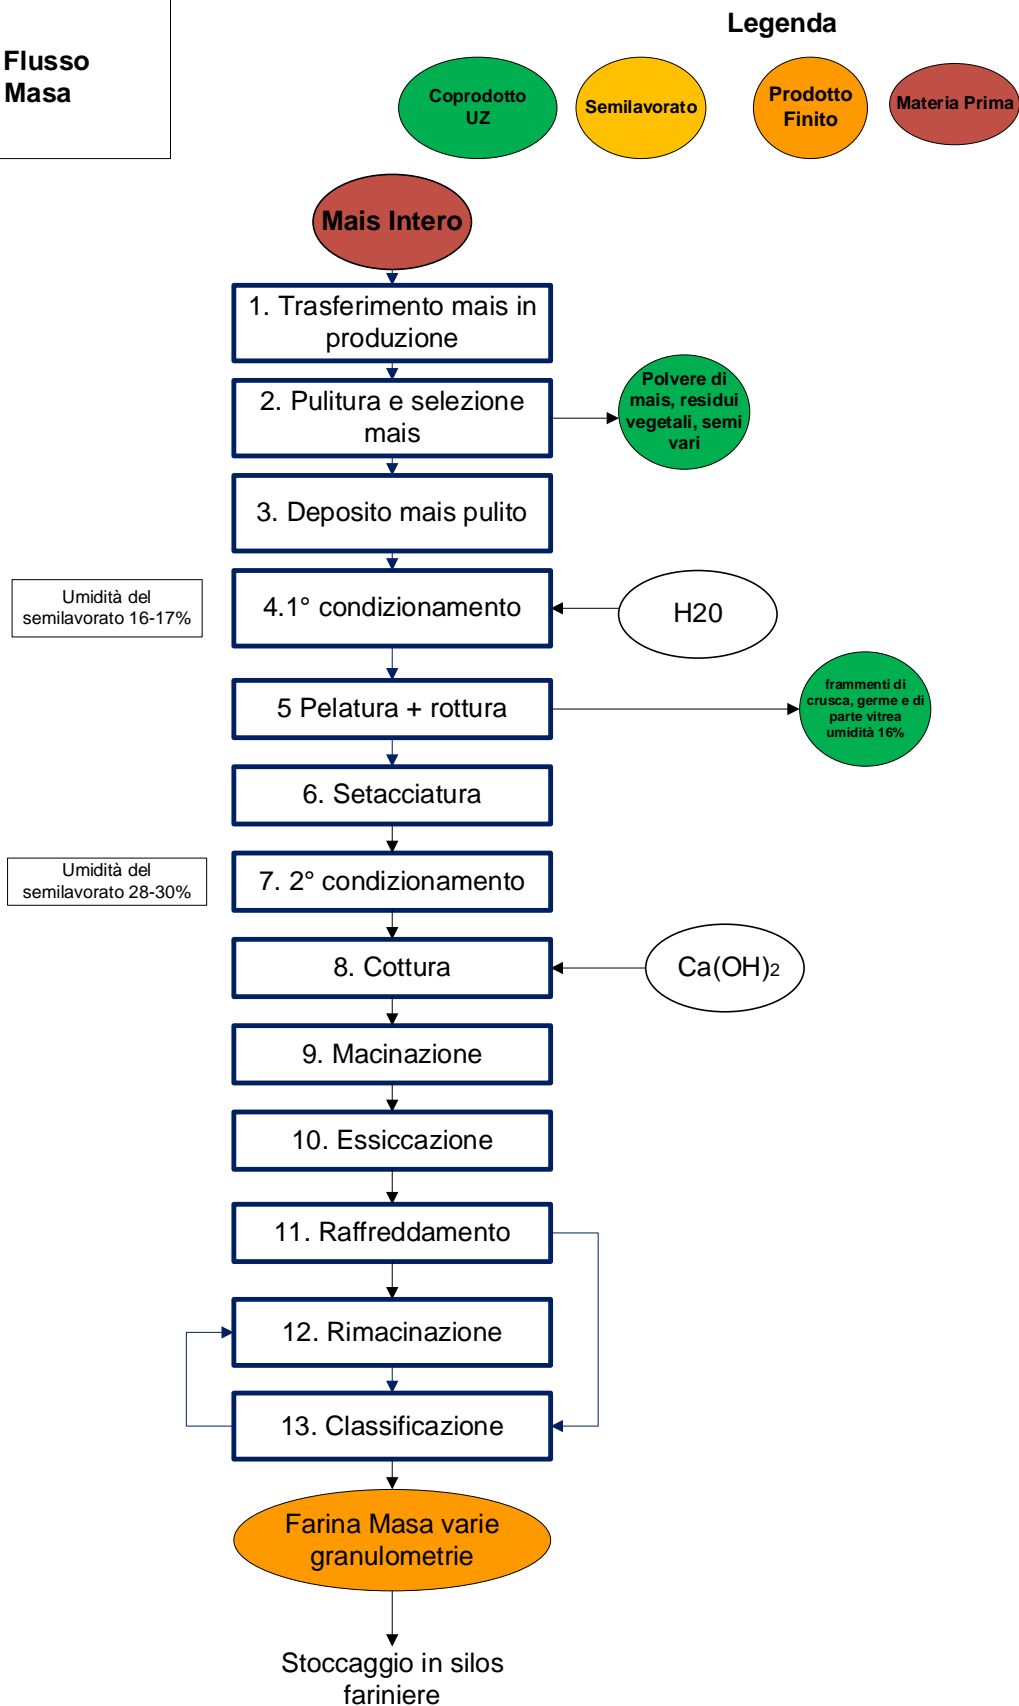 Flusso
Masa
Legenda
Coprodotto
UZ
Semilavorato
Prodotto
Finito
Materia Prima
Mais Intero
1. Trasferimento mais in
produzione
2. Pulitura e selezione
mais
Polvere di
mais, residui
vegetali, semi
vari
3. Deposito mais pulito
Umidità del
semilavorato 16-17%
4.1° condizionamento
H20
5 Pelatura + rottura
frammenti di
crusca, germe e di
parte vitrea
umidità 16%
6. Setacciatura
Umidità del
semilavorato 28-30%
7. 2° condizionamento
8. Cottura
Ca(OH)2
9. Macinazione
10. Essiccazione
11. Raffreddamento
12. Rimacinazione
13. Classificazione
Farina Masa varie
granulometrie
Stoccaggio in silos
fariniere